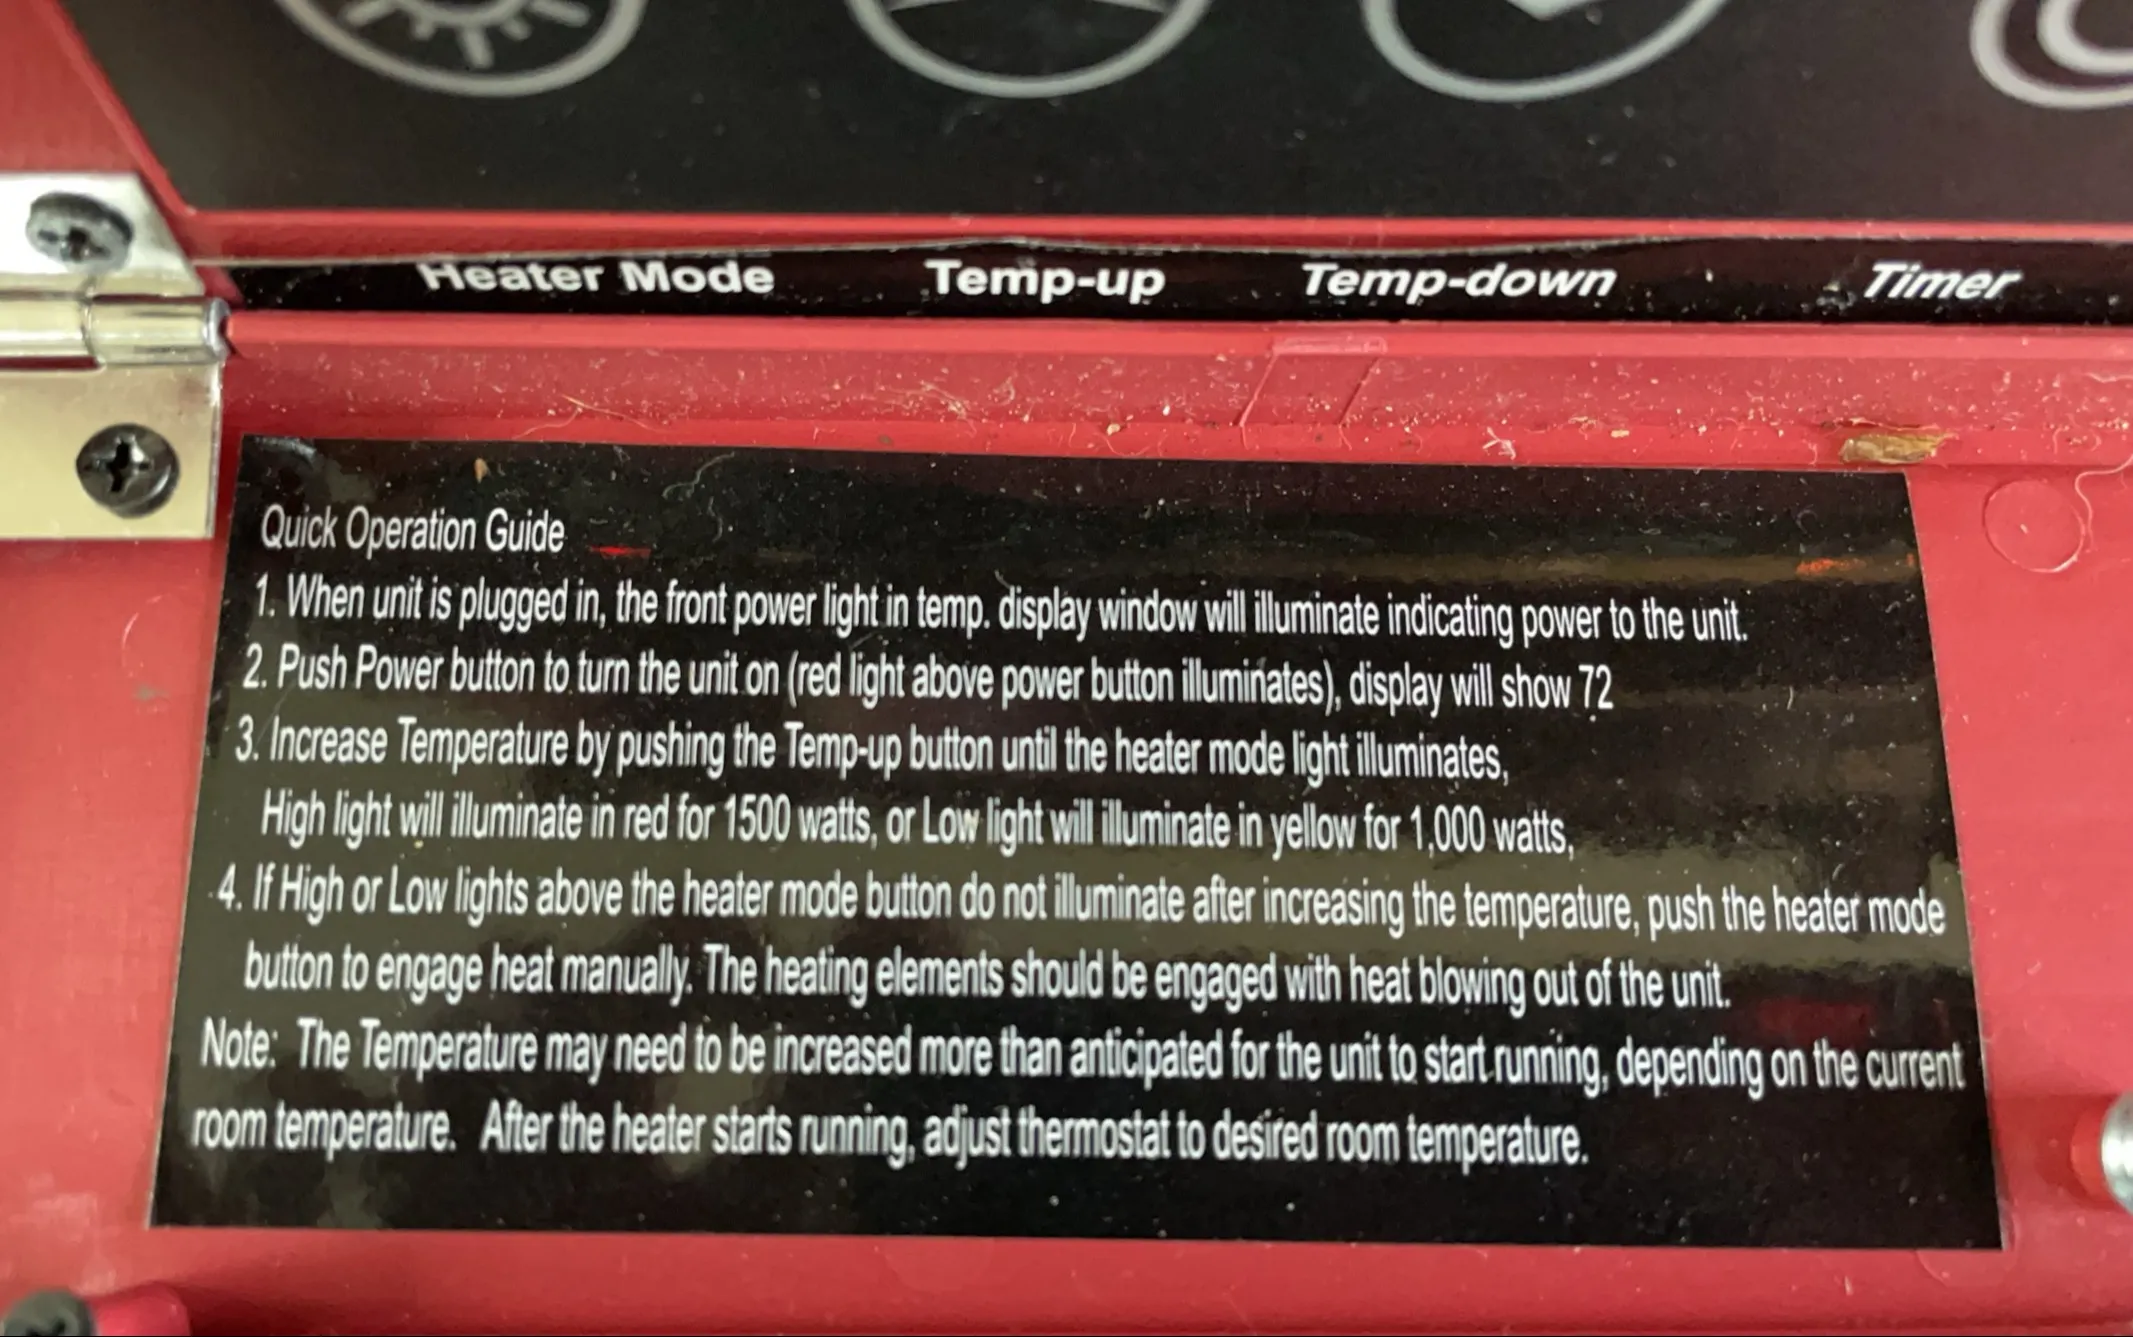 Heater Mode Temp-up Temp-down Timer
Quick Operation Guide
1. When unit is plugged in, the front power light in temp. display window will illuminate indicating power to the unit.
2. Push Power button to turn the unit on (red light above power button illuminates), display will show 72
3. Increase Temperature by pushing the Temp-up button until the heater mode light illuminates,
High light will illuminate in red for 1500 watts, or Low light will illuminate in yellow for 1,000 watts,
4. If High or Low lights above the heater mode button do not illuminate after increasing the temperature, push the heater mode
button to engage heat manually. The heating elements should be engaged with heat blowing out of the unit.
Note: The Temperature may need to be increased more than anticipated for the unit to start running, depending on the current
room temperature. After the heater starts running, adjust thermostat to desired room temperature.